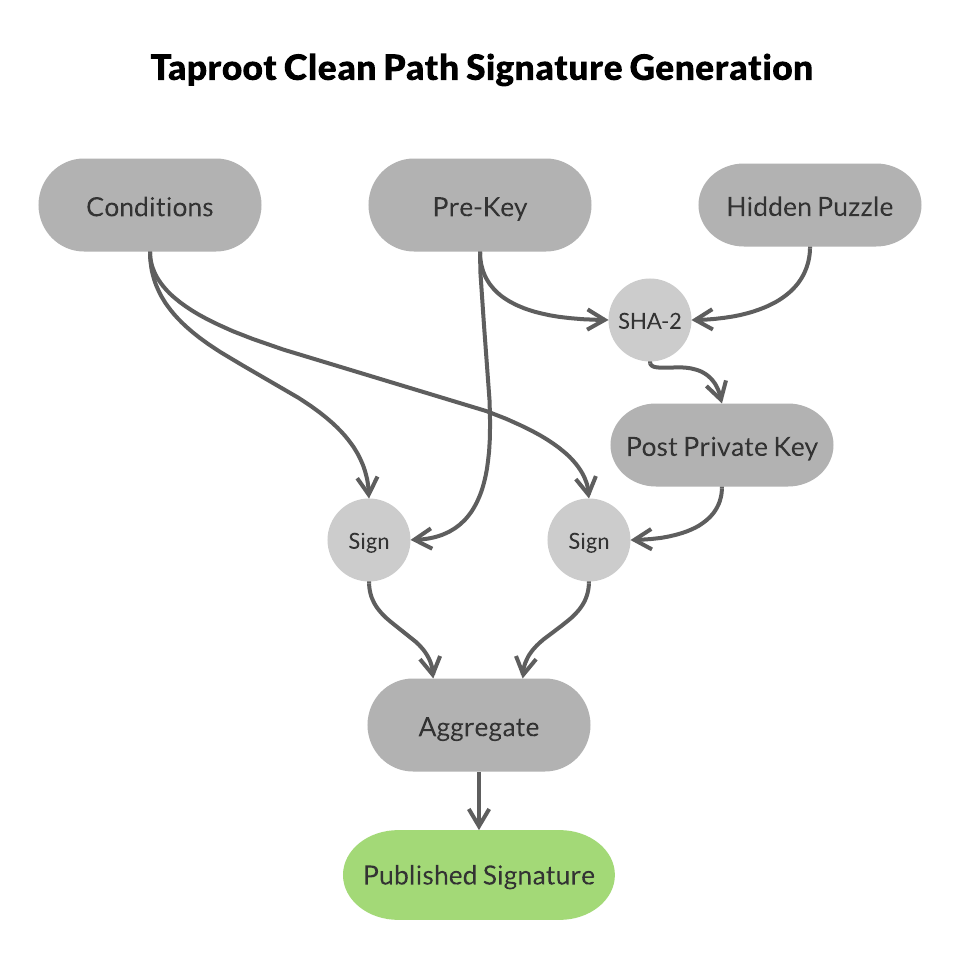 Taproot Clean Path Signature Generation
Conditions
Pre-Key
Hidden Puzzle
SHA-2
Post Private Key
Sign
Sign
Aggregate
Published Signature